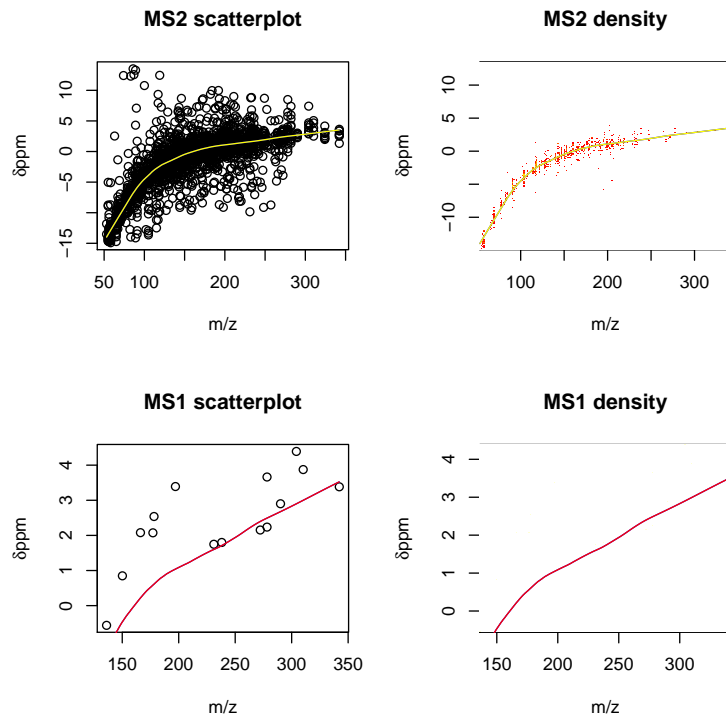 MS2 scatterplot
10
5
0
−5
−15
δppm
50 100 200 300
m/z
MS2 density
10
5
0
−10
δppm
100 200 300
m/z
MS1 scatterplot
4
3
2
1
0
δppm
150 200 250 300 350
m/z
MS1 density
4
3
2
1
0
δppm
150 200 250 300
m/z